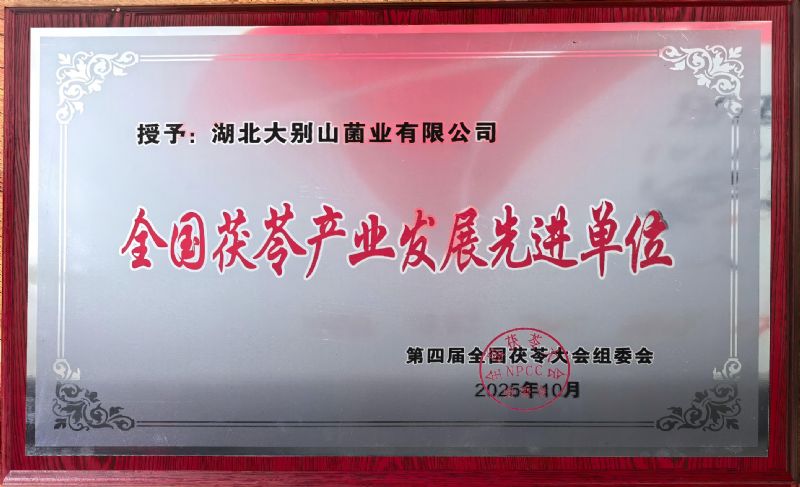 授予：湖北大别山菌业有限公司
全国茯苓产业发展先进单位
第四届全国茯苓大会组委会
NPCC
2025年10月